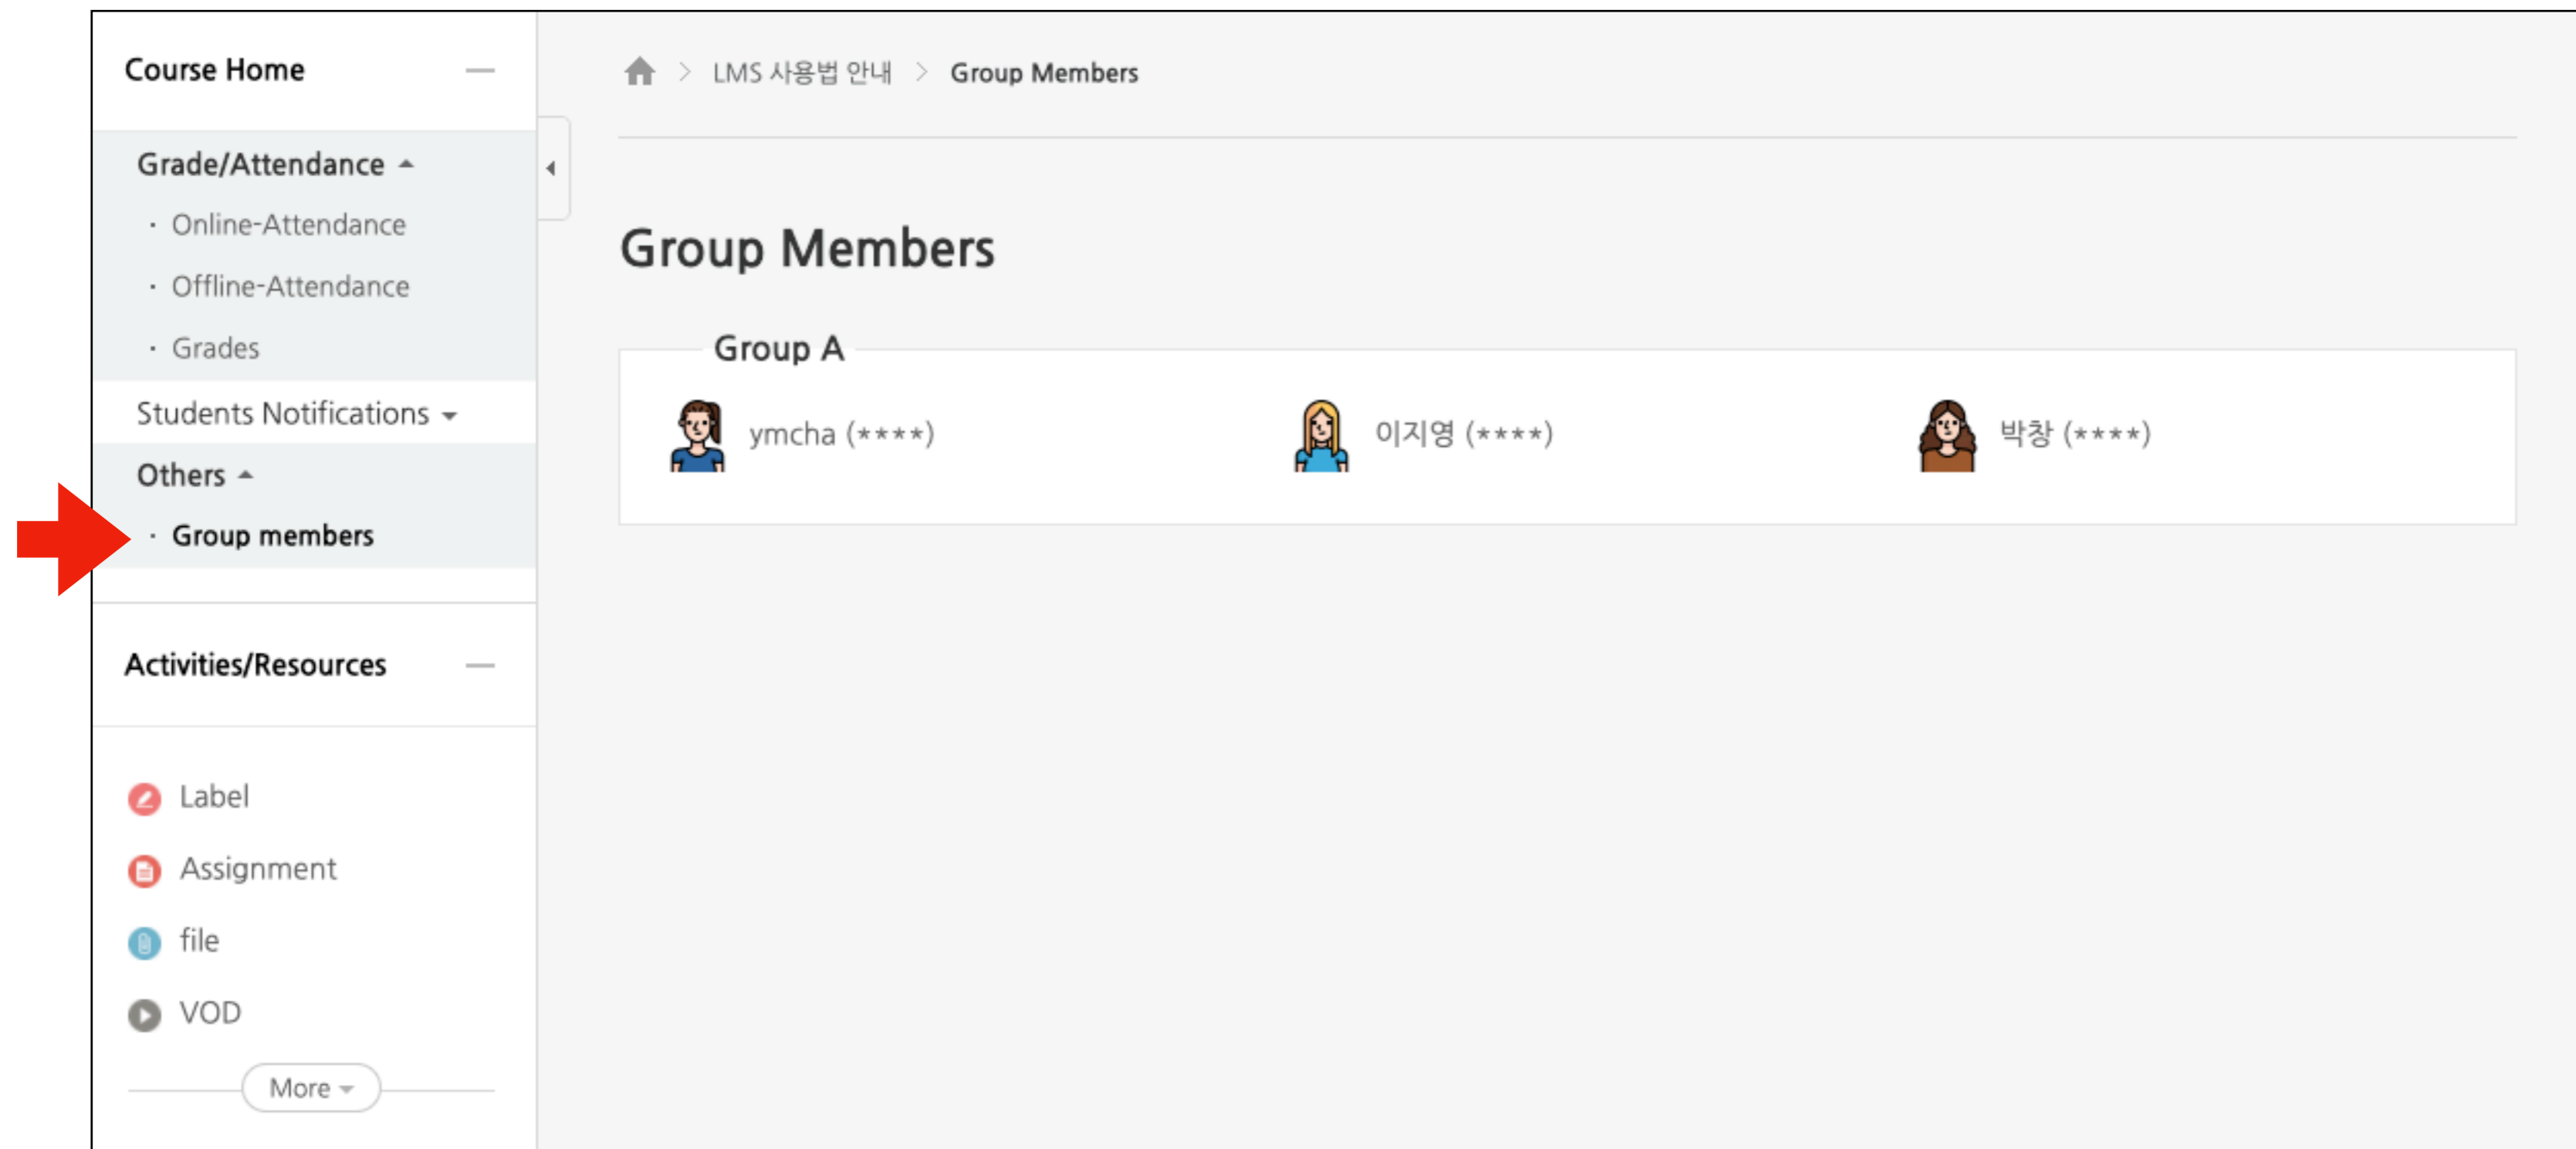 Course Home
Grade/Attendance
· Online-Attendance
· Offline-Attendance
· Grades
Students Notifications
Others
· Group members
Activities/Resources
Label
Assignment
file
VOD
More
> LMS 사용법 안내 > Group Members
Group Members
Group A
ymcha (****)
이지영 (****)
박창 (****)